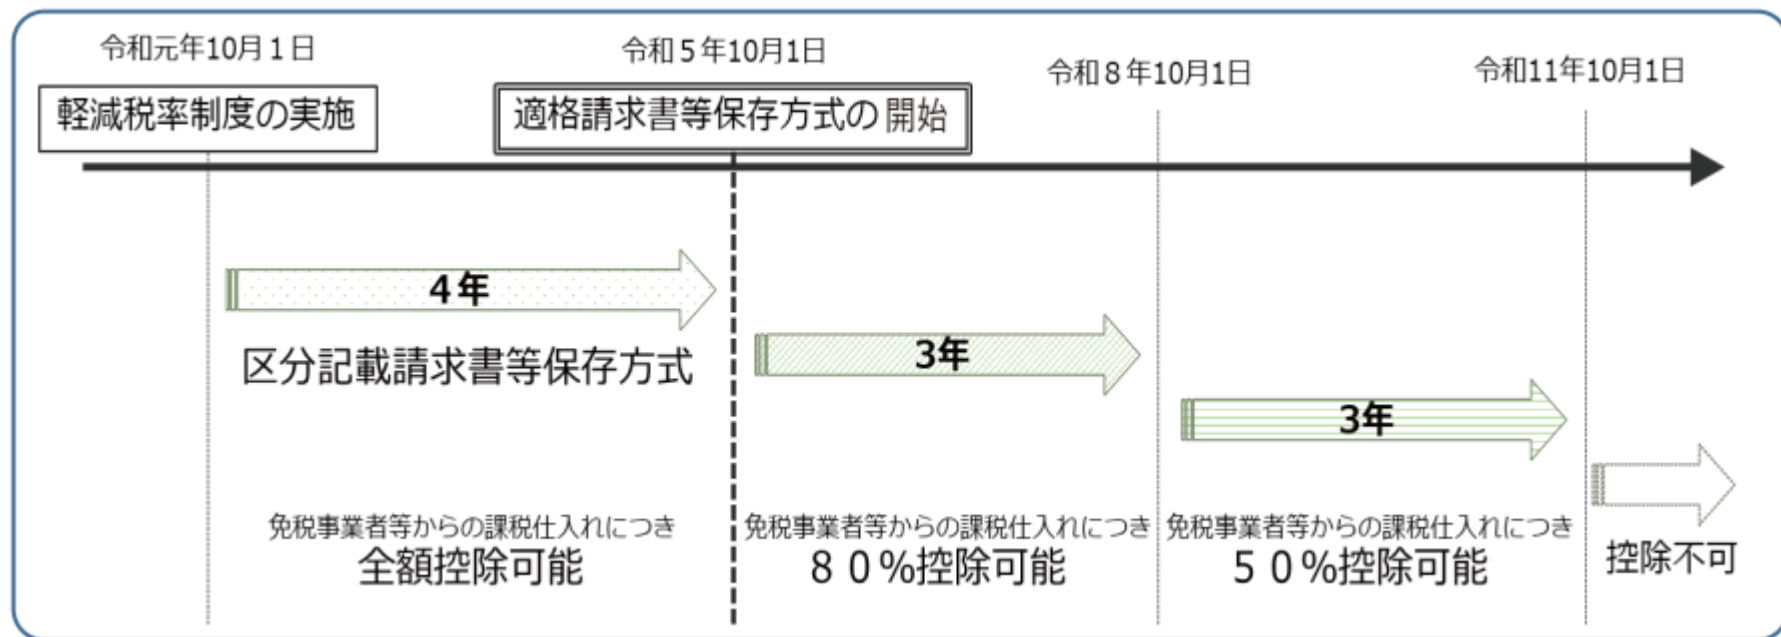 令和元年10月１日
令和５年10月1日
令和８年10月1日
令和11年10月1日
軽減税率制度の実施
適格請求書等保存方式の 開始
４年
区分記載請求書等保存方式
3年
3年
免税事業者等からの課税仕入れにつき
全額控除可能
免税事業者等からの課税仕入れにつき
８０%控除可能
免税事業者等からの課税仕入れにつき
５０%控除可能
控除不可